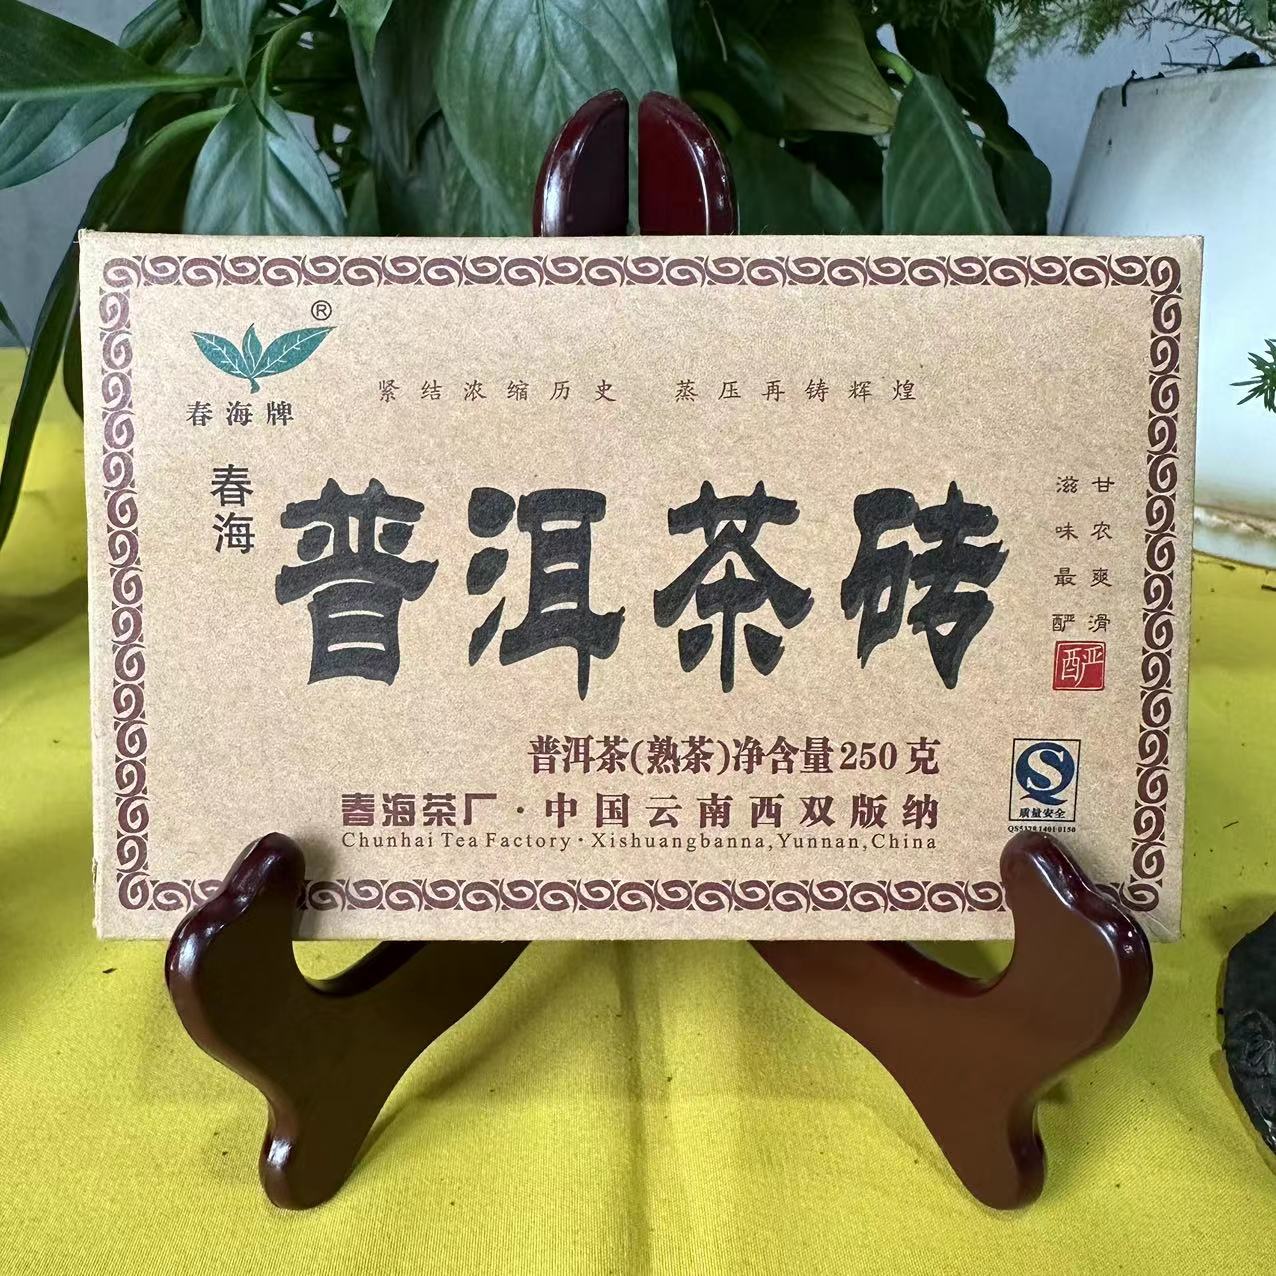 ®
春海牌
紧结浓缩历史 蒸压再铸辉煌
春海
普洱茶砖
甘农爽滑
滋味最酽
酽
普洱茶(熟茶)净含量250克
春海茶厂·中国云南西双版纳
Chunhai Tea Factory·Xishuangbanna,Yunnan,China
质量安全
QS5328 1401 0150